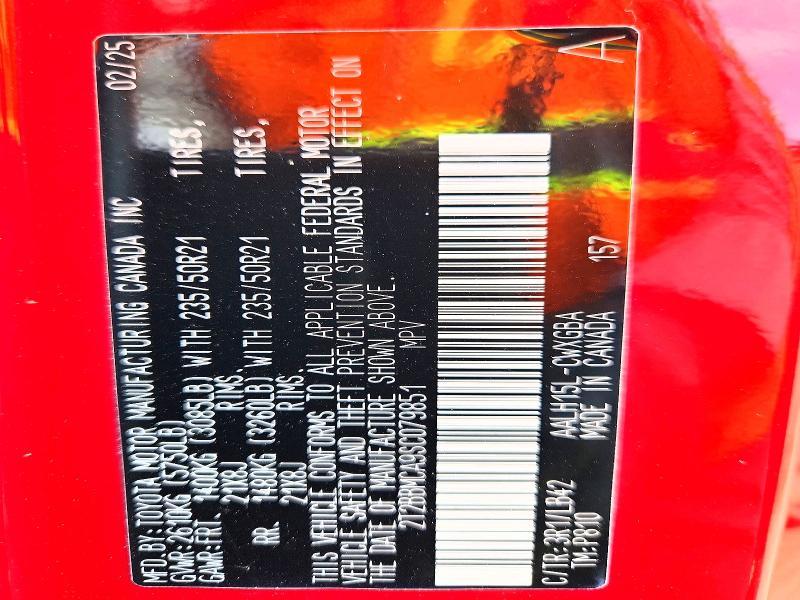 MFD.BY:TOYOTA MOTOR MANUFACTURING CANADA INC 02/25
GVWR:2610KG (5750LB)
GAWR:FRT. 1400KG (3085LB) WITH 235/50R21 TIRES,
21X8J RIMS.
RR. 1480KG (3260LB) WITH 235/50R21 TIRES,
21X8J RIMS.
THIS VEHICLE CONFORMS TO ALL APPLICABLE FEDERAL MOTOR
VEHICLE SAFETY AND THEFT PREVENTION STANDARDS IN EFFECT ON
THE DATE OF MANUFACTURE SHOWN ABOVE.
MPV
C/TR:3R1/LB42 AALH15L-CWXGBA 157 A
TM:P810 MADE IN CANADA